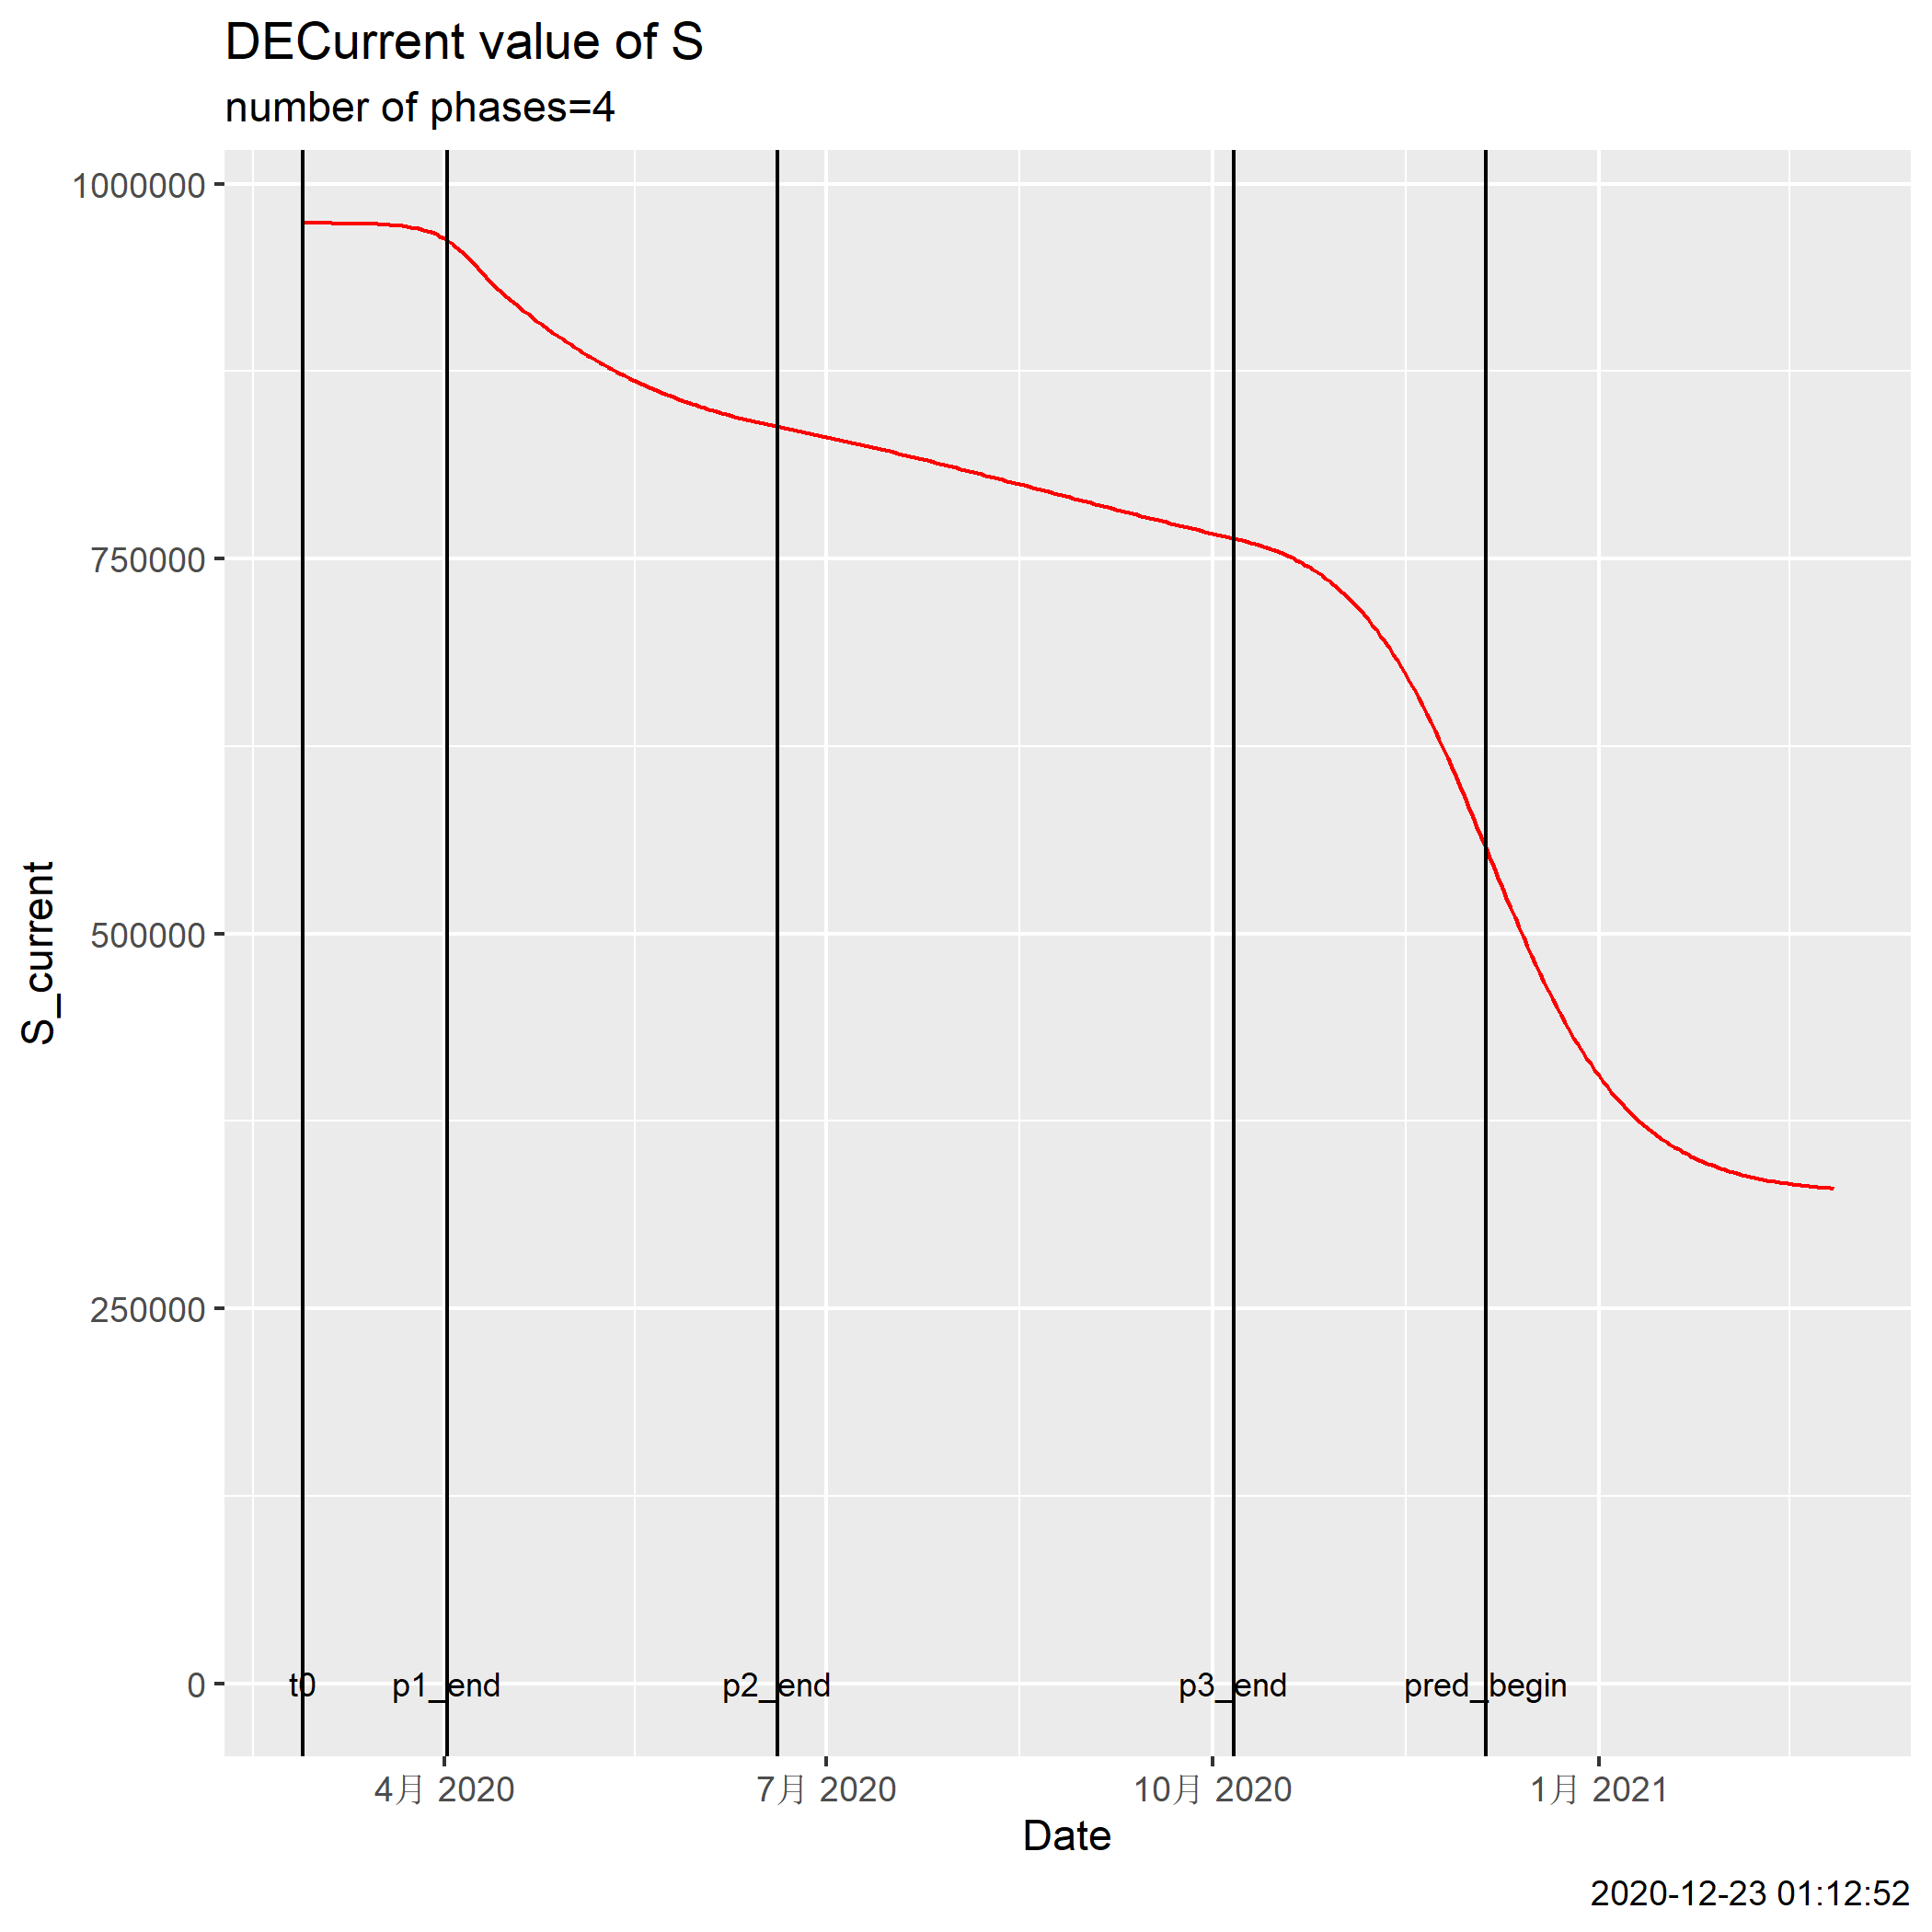 DECurrent value of S
number of phases=4
1000000
750000
500000
250000
0
S_current
t0 p1_end p2_end p3_end pred_begin
4月 2020 7月 2020 10月 2020 1月 2021
Date
2020-12-23 01:12:52